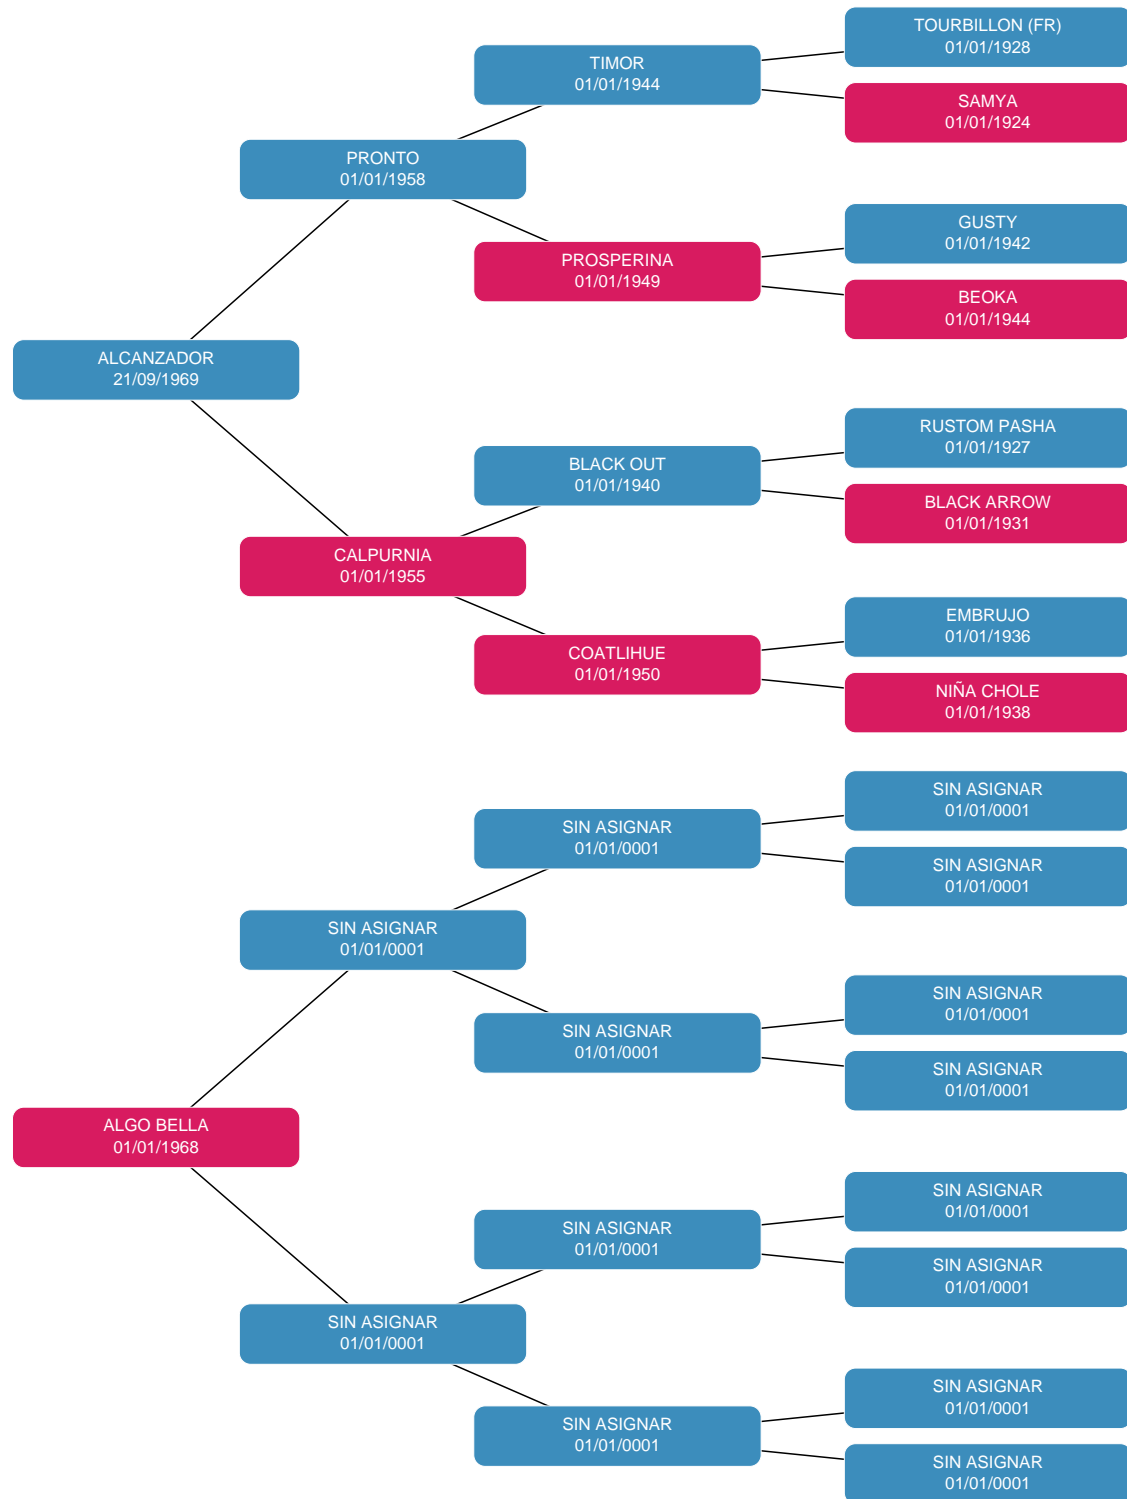 TOURBILLON (FR)
01/01/1928
TIMOR
01/01/1944
SAMYA
01/01/1924
PRONTO
01/01/1958
GUSTY
01/01/1942
PROSPERINA
01/01/1949
BEOKA
01/01/1944
ALCANZADOR
21/09/1969
RUSTOM PASHA
01/01/1927
BLACK OUT
01/01/1940
BLACK ARROW
01/01/1931
CALPURNIA
01/01/1955
EMBRUJO
01/01/1936
COATLIHUE
01/01/1950
NIÑA CHOLE
01/01/1938
SIN ASIGNAR
01/01/0001
SIN ASIGNAR
01/01/0001
SIN ASIGNAR
01/01/0001
SIN ASIGNAR
01/01/0001
SIN ASIGNAR
01/01/0001
SIN ASIGNAR
01/01/0001
SIN ASIGNAR
01/01/0001
ALGO BELLA
01/01/1968
SIN ASIGNAR
01/01/0001
SIN ASIGNAR
01/01/0001
SIN ASIGNAR
01/01/0001
SIN ASIGNAR
01/01/0001
SIN ASIGNAR
01/01/0001
SIN ASIGNAR
01/01/0001
SIN ASIGNAR
01/01/0001